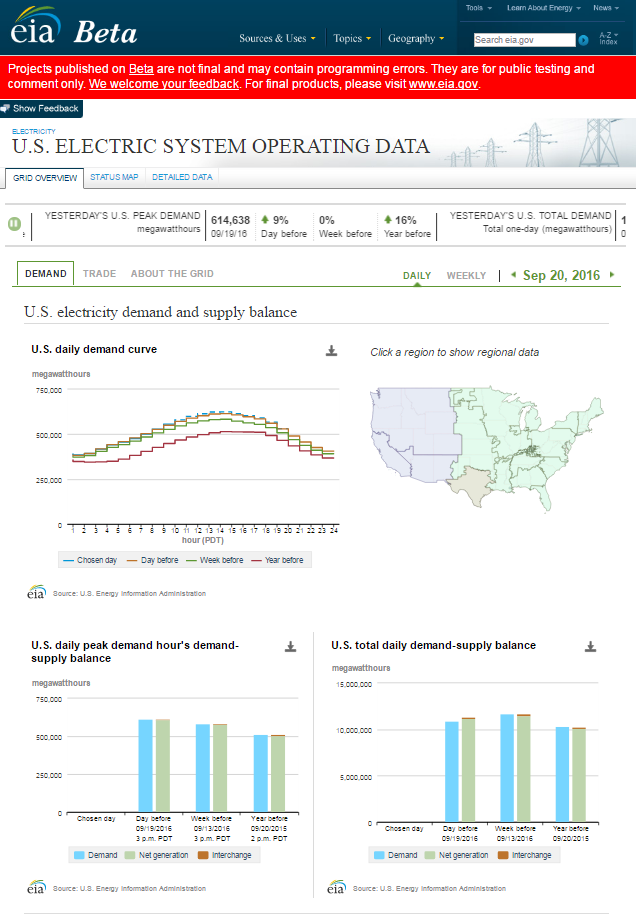 eia Beta
Tools Learn About Energy News
Sources & Uses Topics Geography
Search eia.gov
A-Z
Index
Projects published on Beta are not final and may contain programming errors. They are for public testing and
comment only. We welcome your feedback. For final products, please visit www.eia.gov.
Show Feedback
ELECTRICITY
U.S. ELECTRIC SYSTEM OPERATING DATA
GRID OVERVIEW STATUS MAP DETAILED DATA
YESTERDAY'S U.S. PEAK DEMAND
megawatthours
614,638
09/19/16
9%
Day before
0%
Week before
16%
Year before
YESTERDAY'S U.S. TOTAL DEMAND
Total one-day (megawatthours)
DEMAND TRADE ABOUT THE GRID
DAILY WEEKLY | Sep 20, 2016
U.S. electricity demand and supply balance
U.S. daily demand curve
megawatthours
750,000
500,000
250,000
0
1 2 3 4 5 6 7 8 9 10 11 12 13 14 15 16 17 18 19 20 21 22 23 24
hour (PDT)
Chosen day Day before Week before Year before
eia Source: U.S. Energy Information Administration
Click a region to show regional data
U.S. daily peak demand hour's demand-
supply balance
megawatthours
750,000
500,000
250,000
0
Chosen day
Day before
09/19/2016
3 p.m. PDT
Week before
09/13/2016
3 p.m. PDT
Year before
09/20/2015
2 p.m. PDT
Demand Net generation Interchange
eia Source: U.S. Energy Information Administration
U.S. total daily demand-supply balance
megawatthours
15,000,000
10,000,000
5,000,000
0
Chosen day
Day before
09/19/2016
Week before
09/13/2016
Year before
09/20/2015
Demand Net generation Interchange
eia Source: U.S. Energy Information Administration